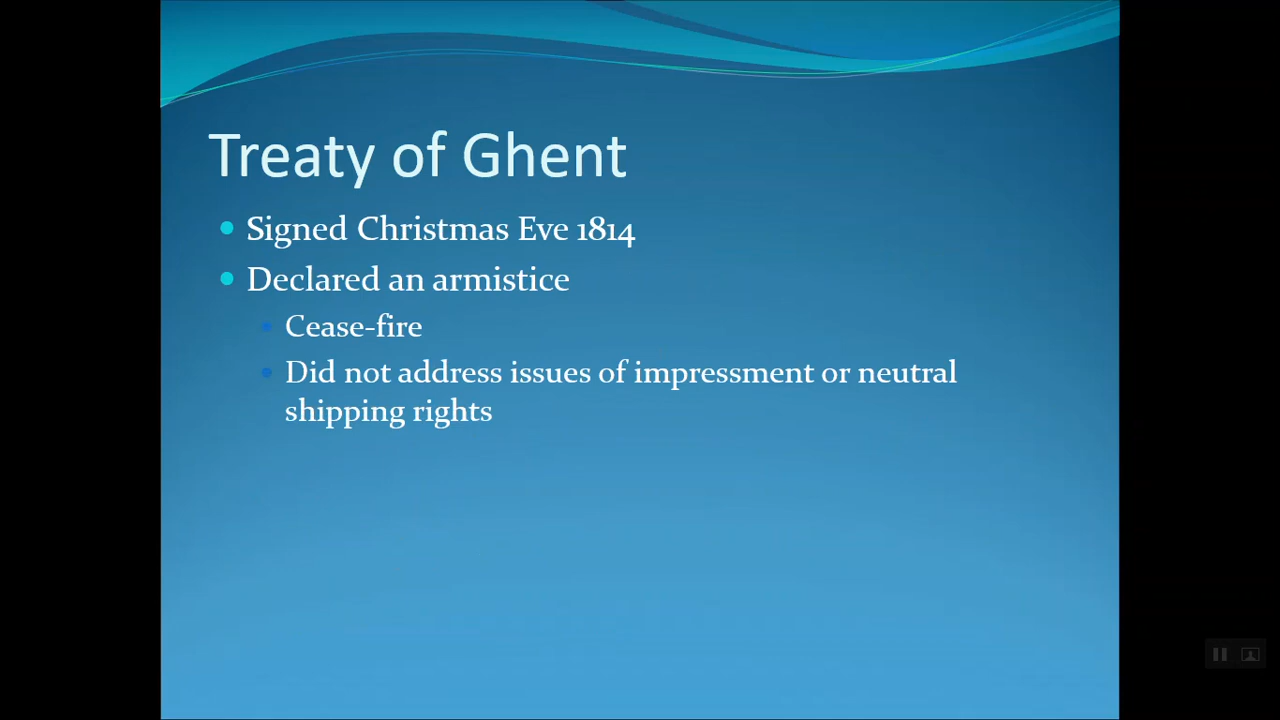 Treaty of Ghent
Signed Christmas Eve 1814
Declared an armistice
Cease-fire
Did not address issues of impressment or neutral
shipping rights